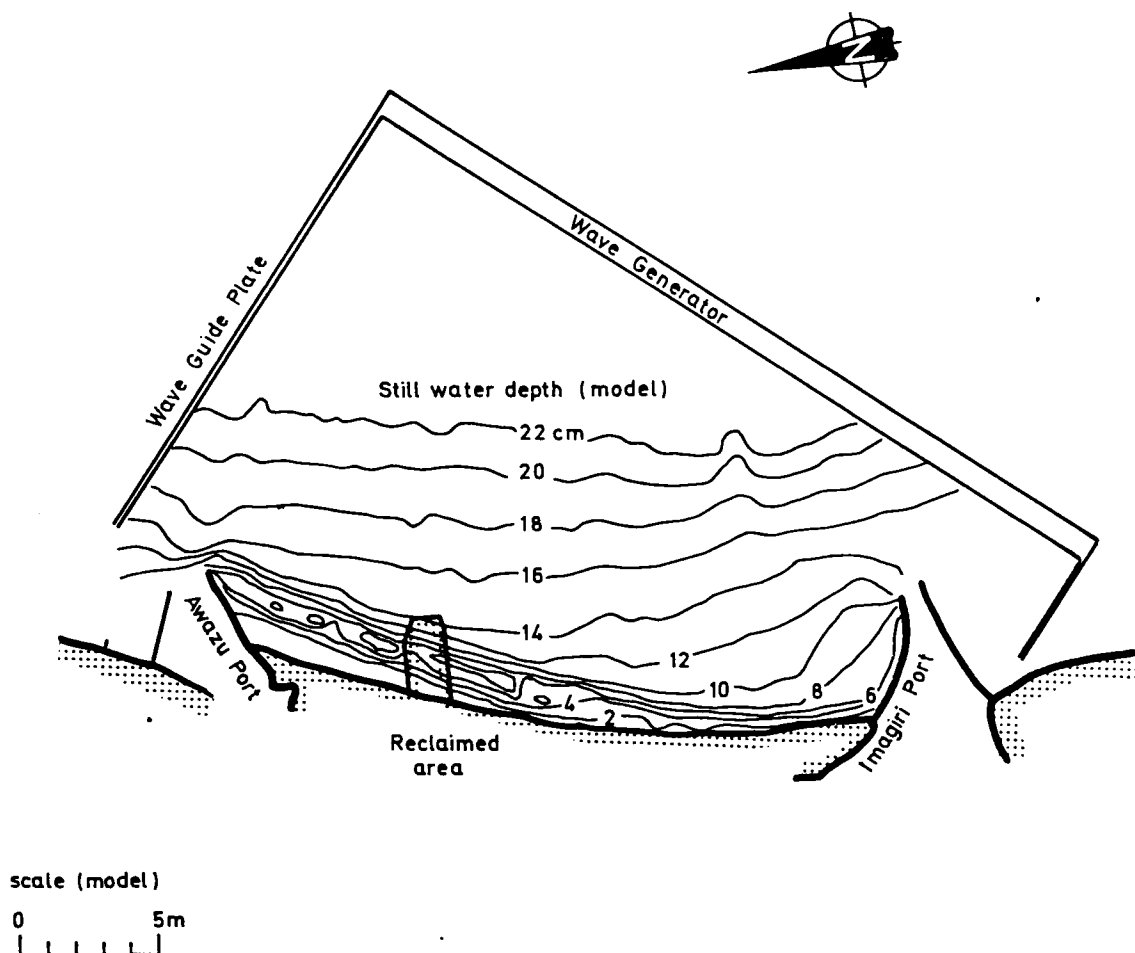 N
Wave Guide Plate
Wave Generator
Still water depth (model)
22 cm
20
18
16
14
12
10
8
6
4
2
Awazu Port
Imagiri Port
Reclaimed
area
scale (model)
0 5m